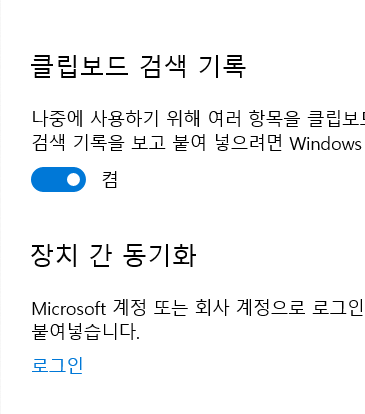 클립보드 검색 기록
나중에 사용하기 위해 여러 항목을 클립보드
검색 기록을 보고 붙여 넣으려면 Windows
켬
장치 간 동기화
Microsoft 계정 또는 회사 계정으로 로그인
붙여넣습니다.
로그인